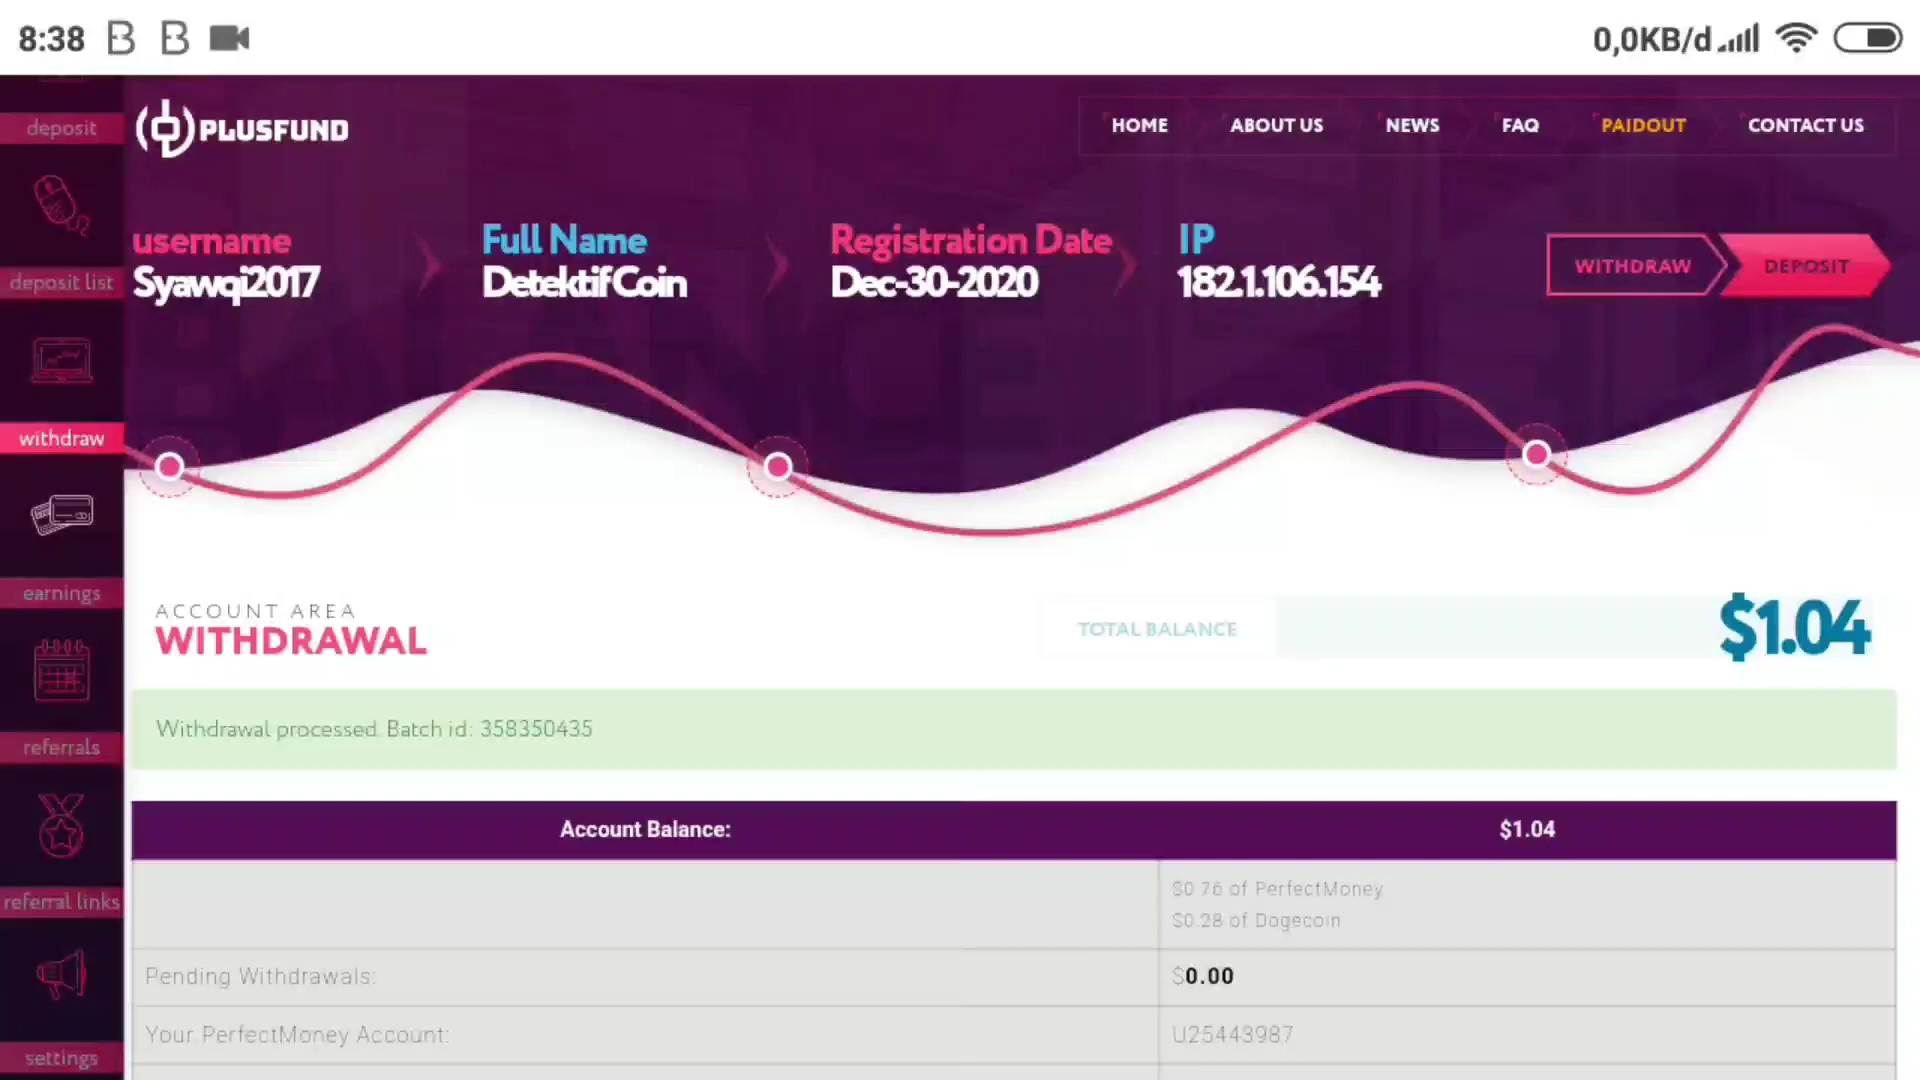 8:38
0,0KB/d
PLUSFUND
HOME
ABOUT US
NEWS
FAQ
PAIDOUT
CONTACT US
deposit
deposit list
withdraw
earnings
referrals
referral links
settings
username
Syawqi2017
Full Name
DetektifCoin
Registration Date
Dec-30-2020
IP
182.1.106.154
WITHDRAW
DEPOSIT
ACCOUNT AREA
WITHDRAWAL
TOTAL BALANCE
$1.04
Withdrawal processed. Batch id: 358350435
Account Balance:
$1.04
$0.76 of PerfectMoney
$0.28 of Dogecoin
Pending Withdrawals:
$0.00
Your PerfectMoney Account:
U25443987